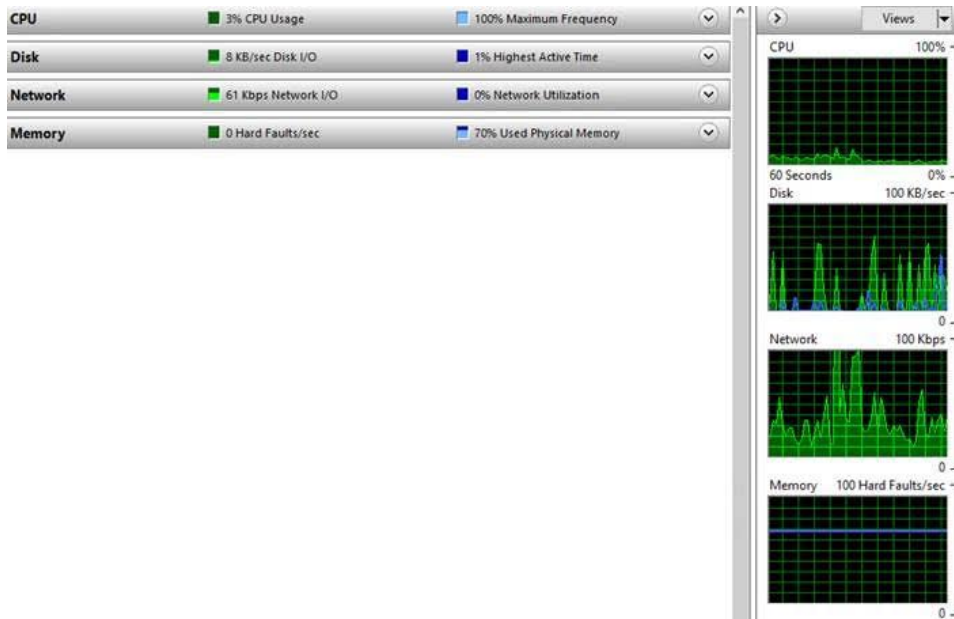 CPU 3% CPU Usage 100% Maximum Frequency
Disk 8 KB/sec Disk I/O 1% Highest Active Time
Network 61 Kbps Network I/O 0% Network Utilization
Memory 0 Hard Faults/sec 70% Used Physical Memory
Views
CPU 100%
60 Seconds 0%
Disk 100 KB/sec
0
Network 100 Kbps
0
Memory 100 Hard Faults/sec
0